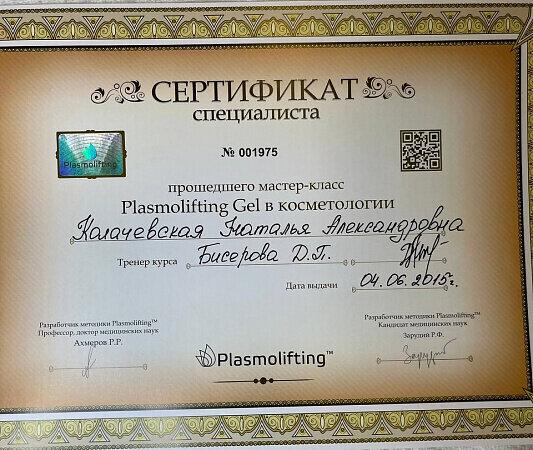 СЕРТИФИКАТ
специалиста
Plasmolifting
№ 001975
прошедшего мастер-класс
Plasmolifting Gel в косметологии
Калачевская Наталья Александровна
Тренер курса Бисерова Д.П.
Дата выдачи 04.06.2015г.
Разработчик методики Plasmolifting™
Профессор, доктор медицинских наук
Ахмеров Р.Р.
Разработчик методики Plasmolifting™
Кандидат медицинских наук
Зарудий Р.Ф.
Plasmolifting™